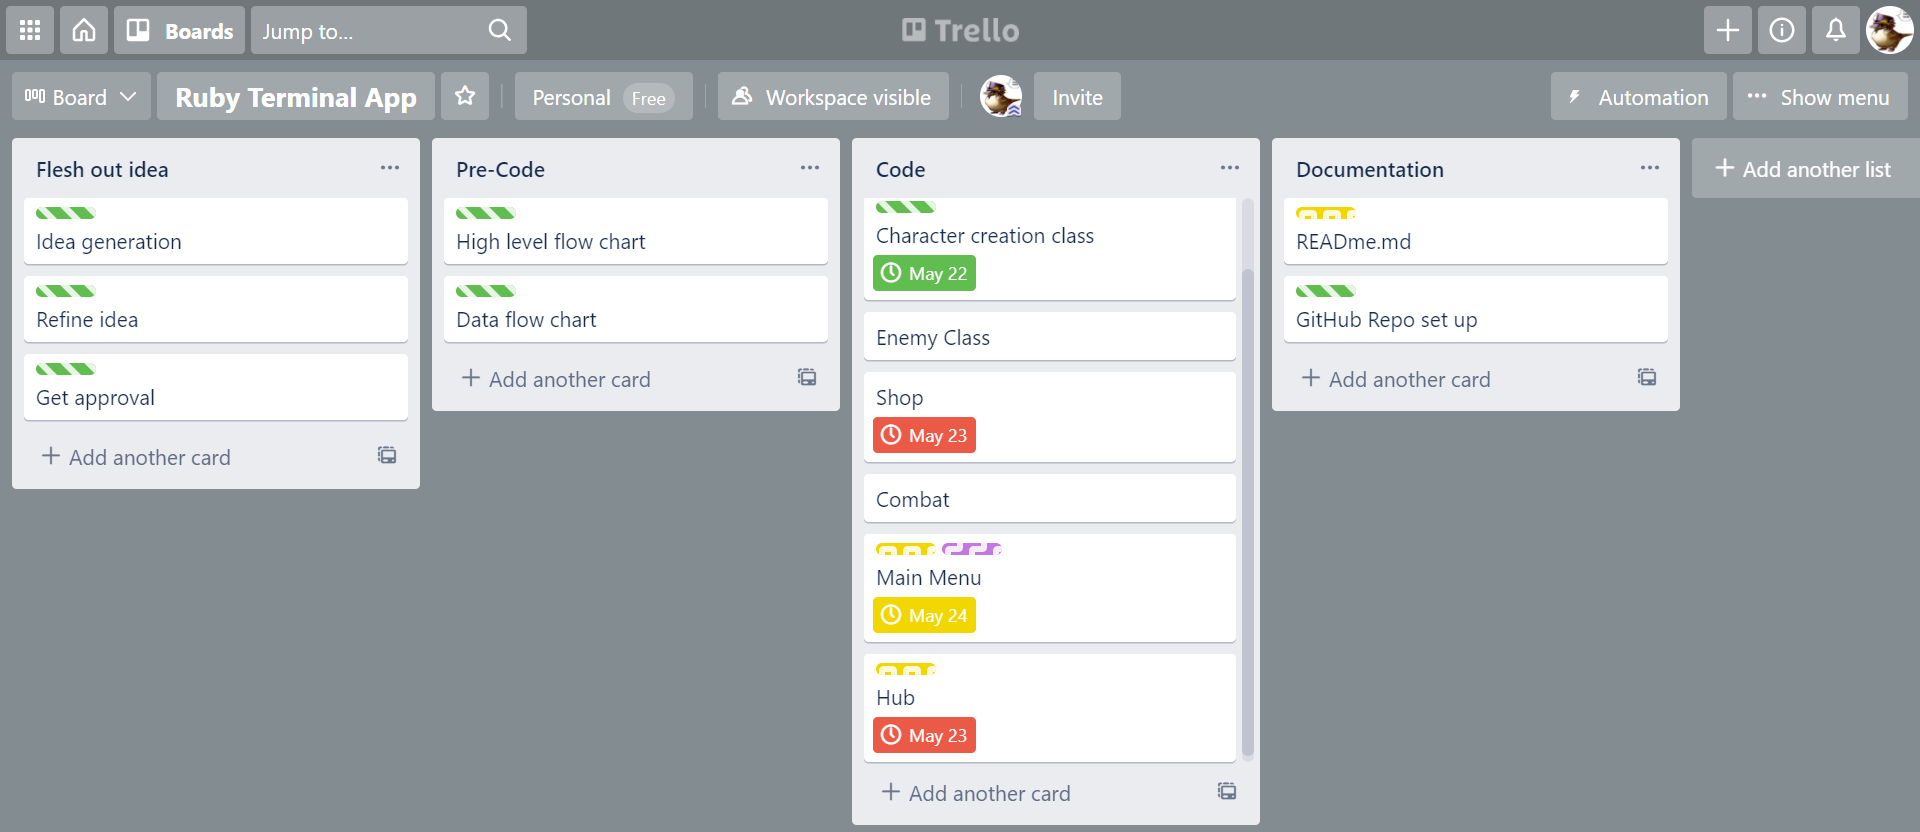 Boards
Jump to...
Trello
Board
Ruby Terminal App
Personal Free
Workspace visible
Invite
Automation
Show menu
Flesh out idea
Idea generation
Refine idea
Get approval
Add another card
Pre-Code
High level flow chart
Data flow chart
Add another card
Code
Character creation class
May 22
Enemy Class
Shop
May 23
Combat
Main Menu
May 24
Hub
May 23
Add another card
Documentation
READme.md
GitHub Repo set up
Add another card
Add another list